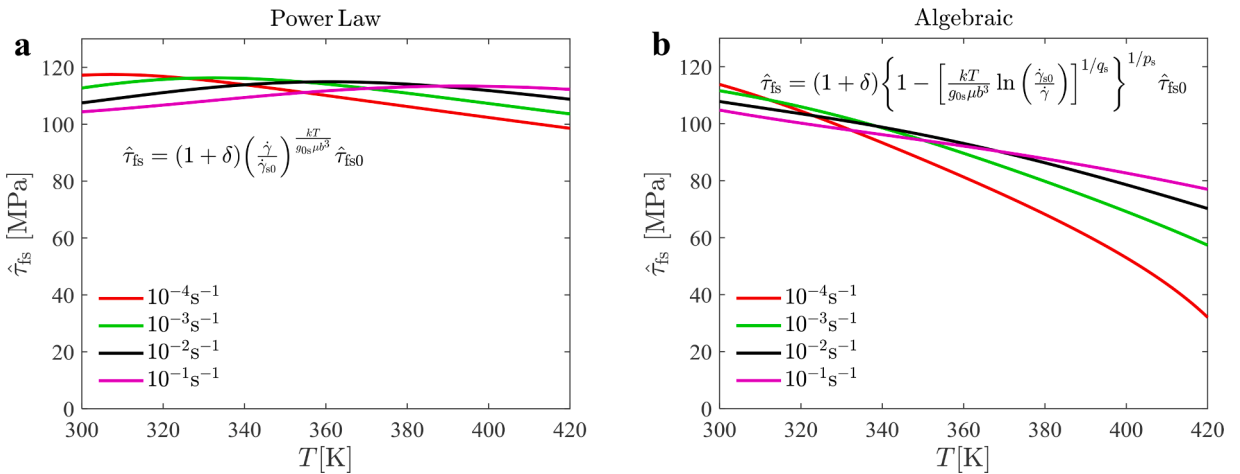 Power Law
a
120
100
80
60
40
20
0
τ̂fs [MPa]
τ̂fs = (1 + δ)(γ̇/γ̇s0)^(kT/g0sμb³) τ̂fs0
10⁻⁴s⁻¹
10⁻³s⁻¹
10⁻²s⁻¹
10⁻¹s⁻¹
300 320 340 360 380 400 420
T[K]
Algebraic
b
120
100
80
60
40
20
0
τ̂fs [MPa]
τ̂fs = (1 + δ){1 − [kT/g0sμb³ ln(γ̇s0/γ̇)]^1/qs}^1/ps τ̂fs0
10⁻⁴s⁻¹
10⁻³s⁻¹
10⁻²s⁻¹
10⁻¹s⁻¹
300 320 340 360 380 400 420
T[K]